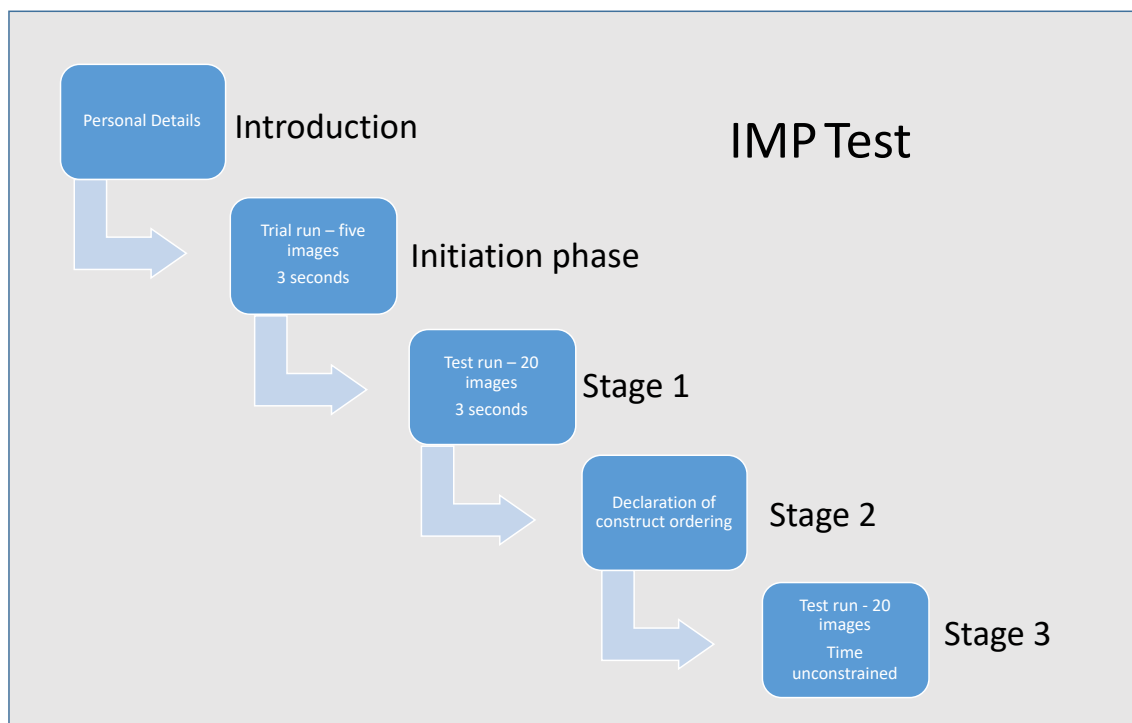 IMP Test
Personal Details
Introduction
Trial run – five
images
3 seconds
Initiation phase
Test run – 20
images
3 seconds
Stage 1
Declaration of
construct ordering
Stage 2
Test run - 20
images
Time
unconstrained
Stage 3